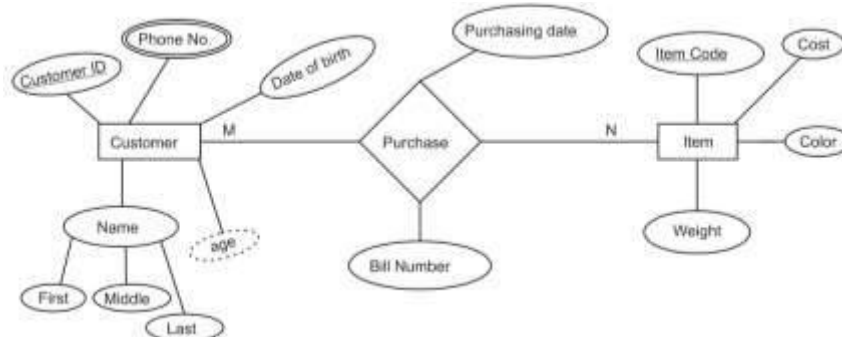 Phone No.
Purchasing date
Customer ID
Date of birth
Item Code
Cost
Customer
M
Purchase
N
Item
Color
Name
age
Weight
Bill Number
First
Middle
Last